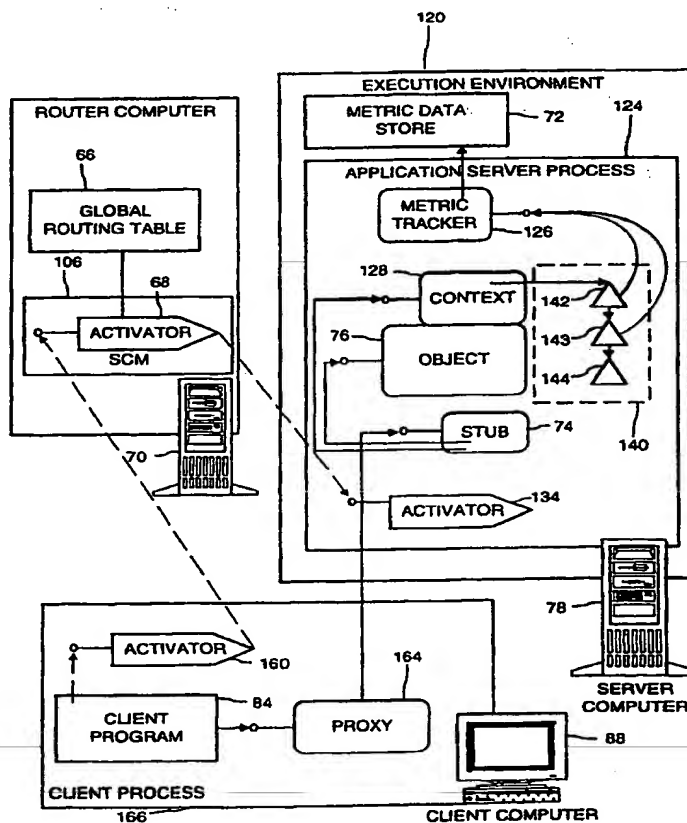 120
EXECUTION ENVIRONMENT
ROUTER COMPUTER
METRIC DATA
STORE
72
124
66
APPLICATION SERVER PROCESS
GLOBAL
ROUTING TABLE
METRIC
TRACKER
126
106
68
128
CONTEXT
142
ACTIVATOR
SCM
76
OBJECT
143
144
70
STUB
74
140
134
ACTIVATOR
78
ACTIVATOR
160
164
SERVER
COMPUTER
84
CLIENT
PROGRAM
PROXY
88
CLIENT PROCESS
166
CLIENT COMPUTER